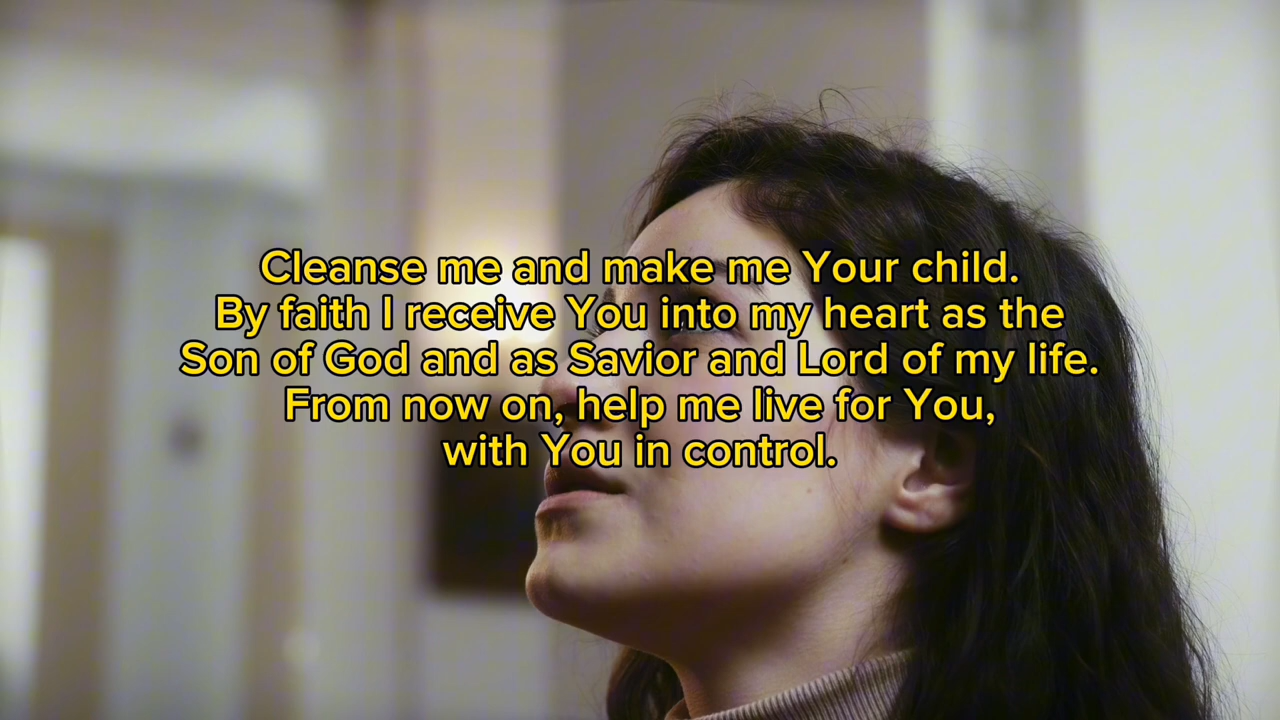 Cleanse me and make me Your child.
By faith I receive You into my heart as the
Son of God and as Savior and Lord of my life.
From now on, help me live for You,
with You in control.